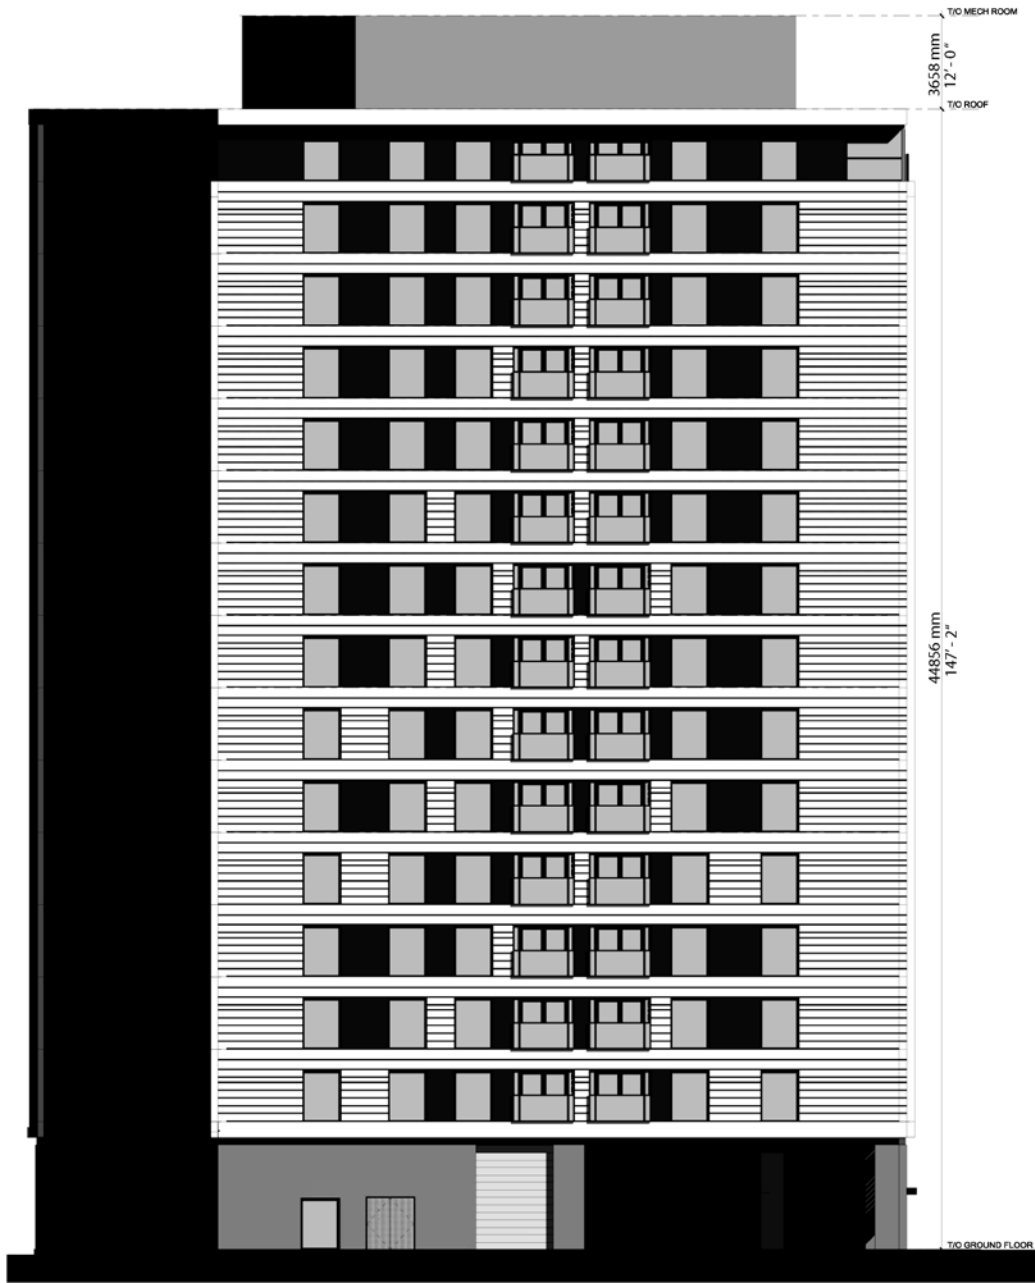 T/O MECH ROOM
3658 mm
12' - 0"
T/O ROOF
44856 mm
147' - 2"
T/O GROUND FLOOR